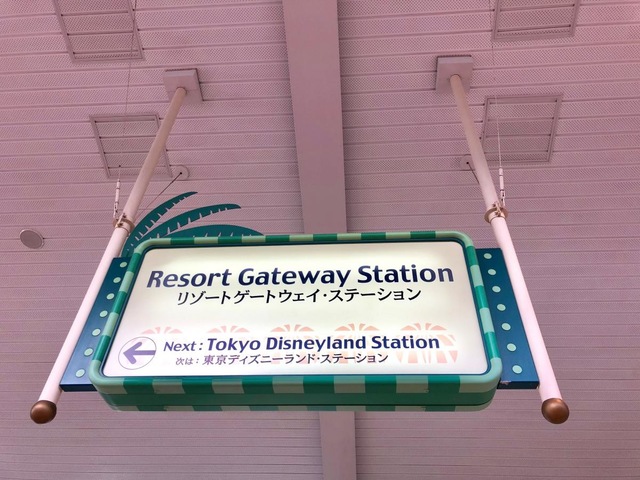 Resort Gateway Station
リゾートゲートウェイ・ステーション
Next : Tokyo Disneyland Station
次は : 東京ディズニーランド・ステーション